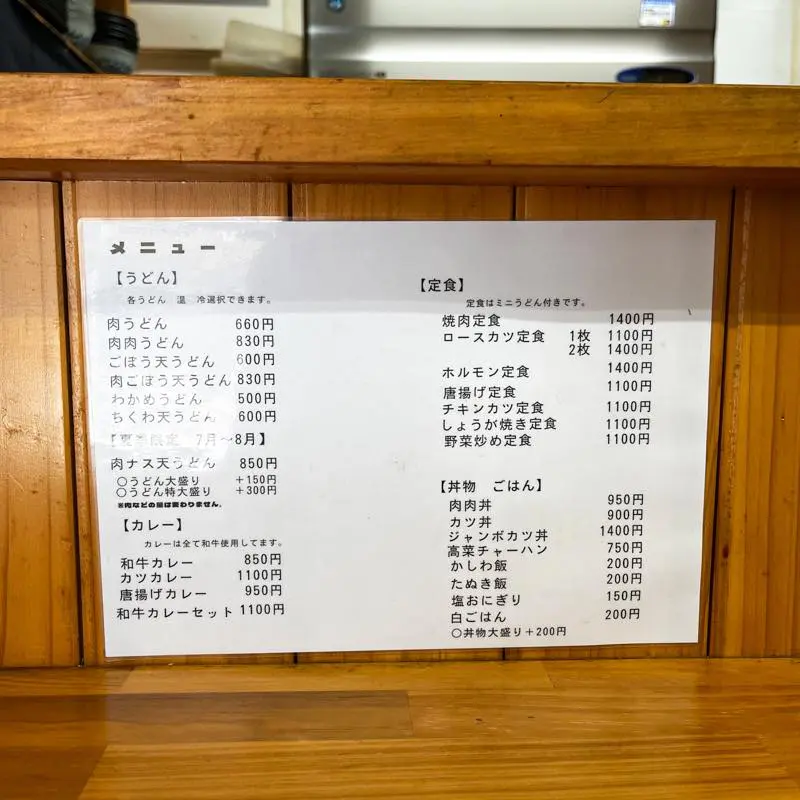 メニュー
【うどん】
各うどん 温 冷選択できます。
肉うどん 660円
肉肉うどん 830円
ごぼう天うどん 600円
肉ごぼう天うどん 830円
わかめうどん 500円
ちくわ天うどん 600円
【夏季限定 7月～8月】
肉ナス天うどん 850円
○うどん大盛り +150円
○うどん特大盛り +300円
※肉などの量は変わりません。
【カレー】
カレーは全て和牛使用してます。
和牛カレー 850円
カツカレー 1100円
唐揚げカレー 950円
和牛カレーセット 1100円
【定食】
定食はミニうどん付きです。
焼肉定食 1400円
ロースカツ定食 1枚 1100円
2枚 1400円
ホルモン定食 1400円
唐揚げ定食 1100円
チキンカツ定食 1100円
しょうが焼き定食 1100円
野菜炒め定食 1100円
【丼物 ごはん】
肉肉丼 950円
カツ丼 900円
ジャンボカツ丼 1400円
高菜チャーハン 750円
かしわ飯 200円
たぬき飯 200円
塩おにぎり 150円
白ごはん 200円
○丼物大盛り+200円